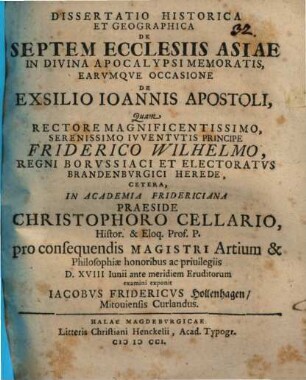 32.
DISSERTATIO HISTORICA
ET GEOGRAPHICA
DE
SEPTEM ECCLESIIS ASIAE
IN DIVINA APOCALYPSI MEMORATIS,
EARVMQVE OCCASIONE
DE
EXSILIO IOANNIS APOSTOLI,
Quam
RECTORE MAGNIFICENTISSIMO,
SERENISSIMO IVVENTVTIS PRINCIPE
FRIDERICO WILHELMO,
REGNI BORVSSIACI ET ELECTORATVS
BRANDENBVRGICI HEREDE,
CETERA,
IN ACADEMIA FRIDERICIANA
PRAESIDE
CHRISTOPHORO CELLARIO,
Histor. & Eloq. Prof. P.
pro consequendis MAGISTRI Artium &
Philosophiæ honoribus ac priuilegiis
D. XVIII Iunii ante meridiem Eruditorum
examini exponit
IACOBVS FRIDERICVS Hollenhagen/
Mitouiensis Curlandus.
HALAE MAGDEBVRGICAE
Litteris Christiani Henckelii, Acad. Typogr.
CIↃ IↃ CCI.